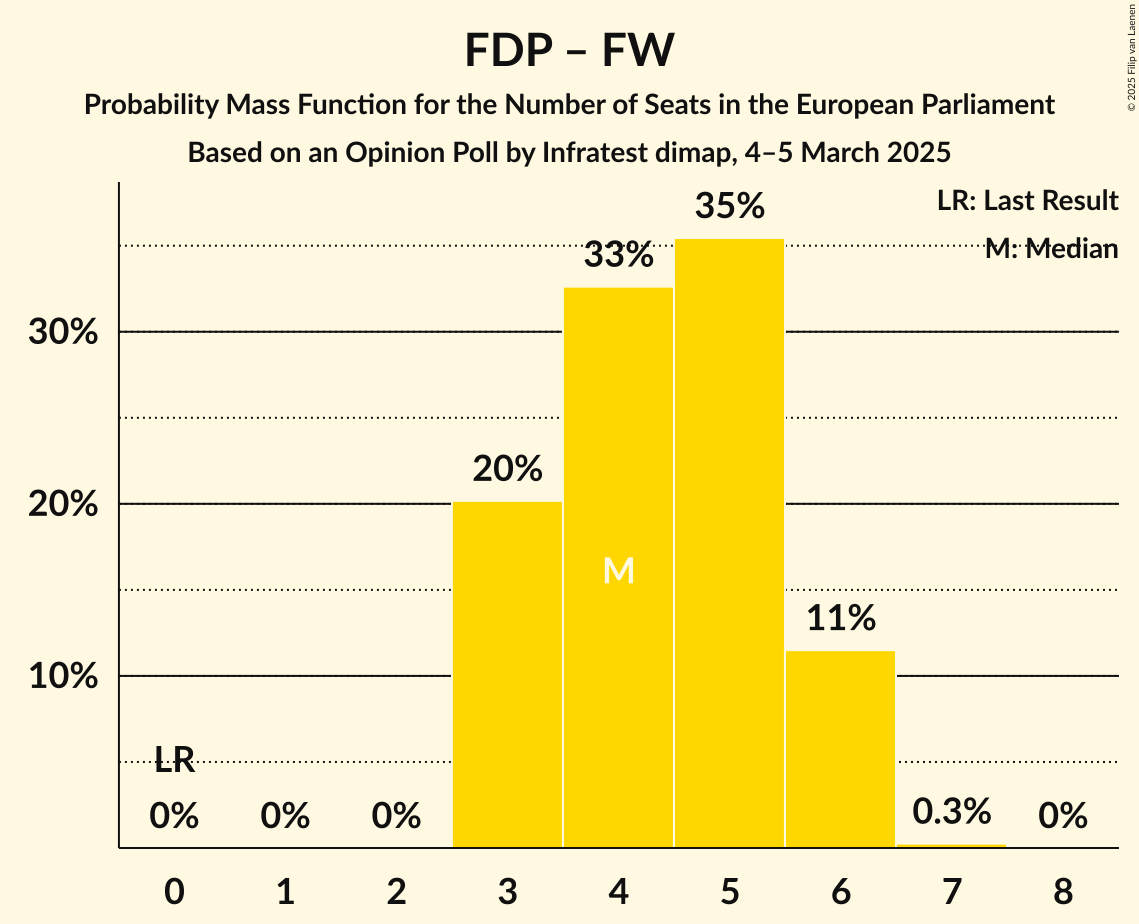 FDP – FW
Probability Mass Function for the Number of Seats in the European Parliament
Based on an Opinion Poll by Infratest dimap, 4–5 March 2025
© 2025 Filip van Laenen
LR: Last Result
M: Median
35%
33%
30%
20%
20%
M
11%
10%
LR
0%
0%
0%
0.3%
0%
0 1 2 3 4 5 6 7 8